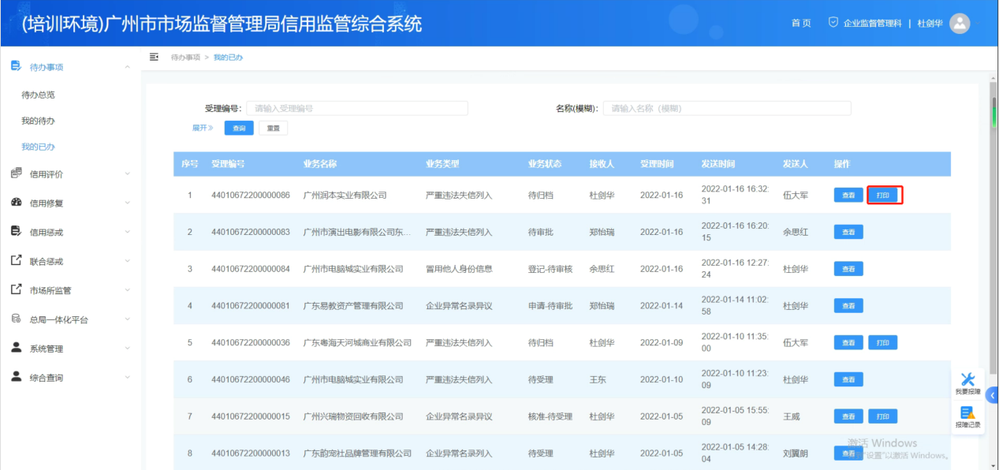 (培训环境)广州市市场监督管理局信用监管综合系统
首页 企业监督管理科 | 杜剑华
待办事项
待办总览
我的待办
我的已办
信用评价
信用修复
信用惩戒
联合惩戒
市场所监管
总局一体化平台
系统管理
综合查询
待办事项 > 我的已办
受理编号: 请输入受理编号 名称(模糊): 请输入名称（模糊）
展开 查询 重置
序号 受理编号 业务名称 业务类型 业务状态 接收人 受理时间 发送时间 发送人 操作
1 44010672200000086 广州润本实业有限公司 严重违法失信列入 待归档 杜剑华 2022-01-16 2022-01-16 16:32:31 伍大军 查看 打印
2 44010672200000083 广州市演出电影有限公司东... 严重违法失信列入 待审批 郑怡瑞 2022-01-16 2022-01-16 16:20:15 余思红 查看
3 44010672200000084 广州市电脑城实业有限公司 冒用他人身份信息 登记-待审核 余思红 2022-01-16 2022-01-16 12:27:24 杜剑华 查看
4 44010672200000081 广东易教资产管理有限公司 企业异常名录异议 申请-待审批 郑怡瑞 2022-01-14 2022-01-14 11:02:58 杜剑华 查看
5 44010672200000036 广东粤海天河城商业有限公司 严重违法失信列入 待归档 杜剑华 2022-01-09 2022-01-10 11:35:00 伍大军 查看 打印
6 44010672200000046 广州市电脑城实业有限公司 严重违法失信列入 待受理 王东 2022-01-10 2022-01-10 11:23:09 杜剑华 查看
7 44010672200000015 广州兴瑞物资回收有限公司 企业异常名录异议 核准-待受理 杜剑华 2022-01-05 2022-01-05 15:55:09 王威 查看 打印
8 44010672200000013 广东韵宠社品牌管理有限公司 企业异常名录列入 待受理 杜剑华 2022-01-05 2022-01-05 14:28:04 刘翼朗 查看
我要报障
报障记录
激活 Windows
"设置"以激活 Windows。